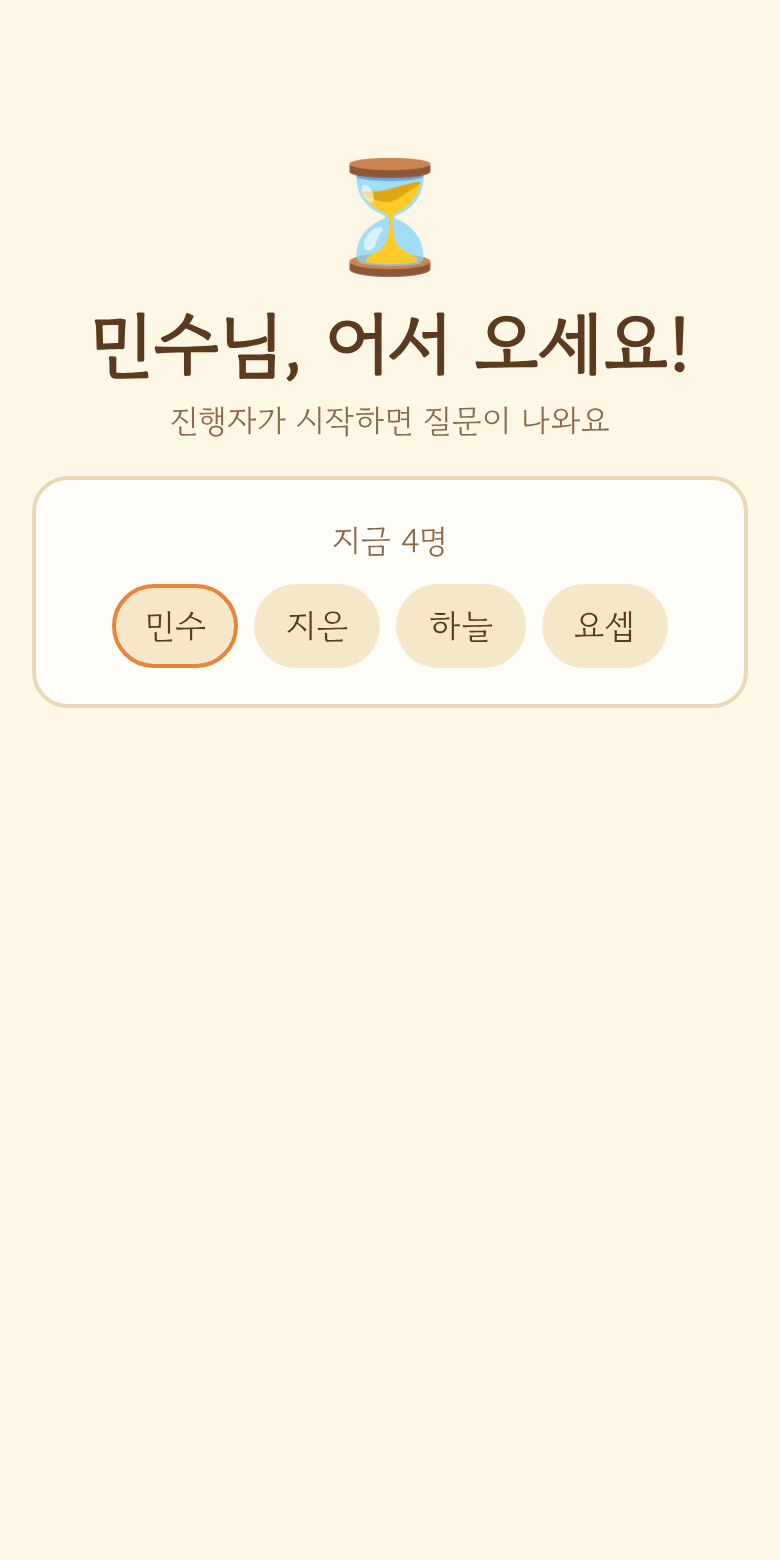 민수님, 어서 오세요!
진행자가 시작하면 질문이 나와요
지금 4명
민수 지은 하늘 요셉